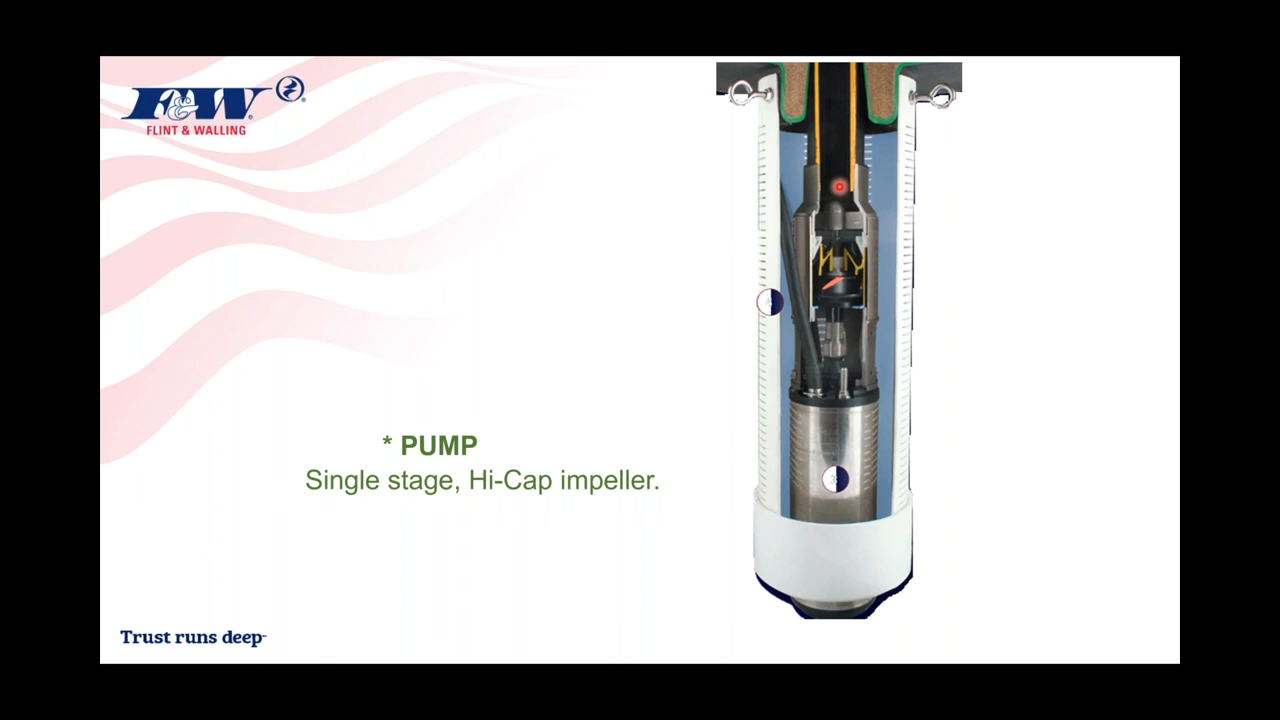 F&W
FLINT & WALLING
* PUMP
Single stage, Hi-Cap impeller.
Trust runs deep